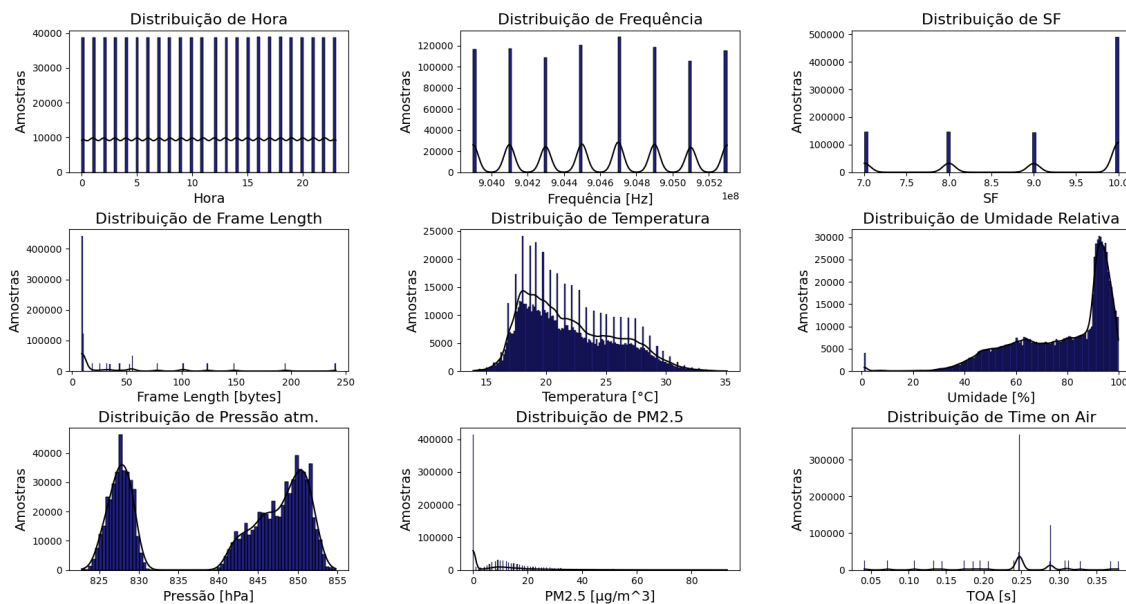 Distribuição de Hora
Amostras
40000
30000
20000
10000
0
0 5 10 15 20
Hora
Distribuição de Frequência
Amostras
120000
100000
80000
60000
40000
20000
0
9.040 9.042 9.044 9.045 9.047 9.048 9.050 9.052
1e8
Frequência [Hz]
Distribuição de SF
Amostras
500000
400000
300000
200000
100000
0
7.0 7.5 8.0 8.5 9.0 9.5 10.0
SF
Distribuição de Frame Length
Amostras
400000
300000
200000
100000
0
0 50 100 150 200 250
Frame Length [bytes]
Distribuição de Temperatura
Amostras
25000
20000
15000
10000
5000
0
15 20 25 30 35
Temperatura [°C]
Distribuição de Umidade Relativa
Amostras
30000
25000
20000
15000
10000
5000
0
0 20 40 60 80 100
Umidade [%]
Distribuição de Pressão atm.
Amostras
40000
30000
20000
10000
0
825 830 839 845 850 855
Pressão [hPa]
Distribuição de PM2.5
Amostras
400000
300000
200000
100000
0
0 20 40 60 80
PM2.5 [µg/m^3]
Distribuição de Time on Air
Amostras
300000
200000
100000
0
0.04 0.05 0.10 0.15 0.20 0.25 0.30 0.35
TOA [s]